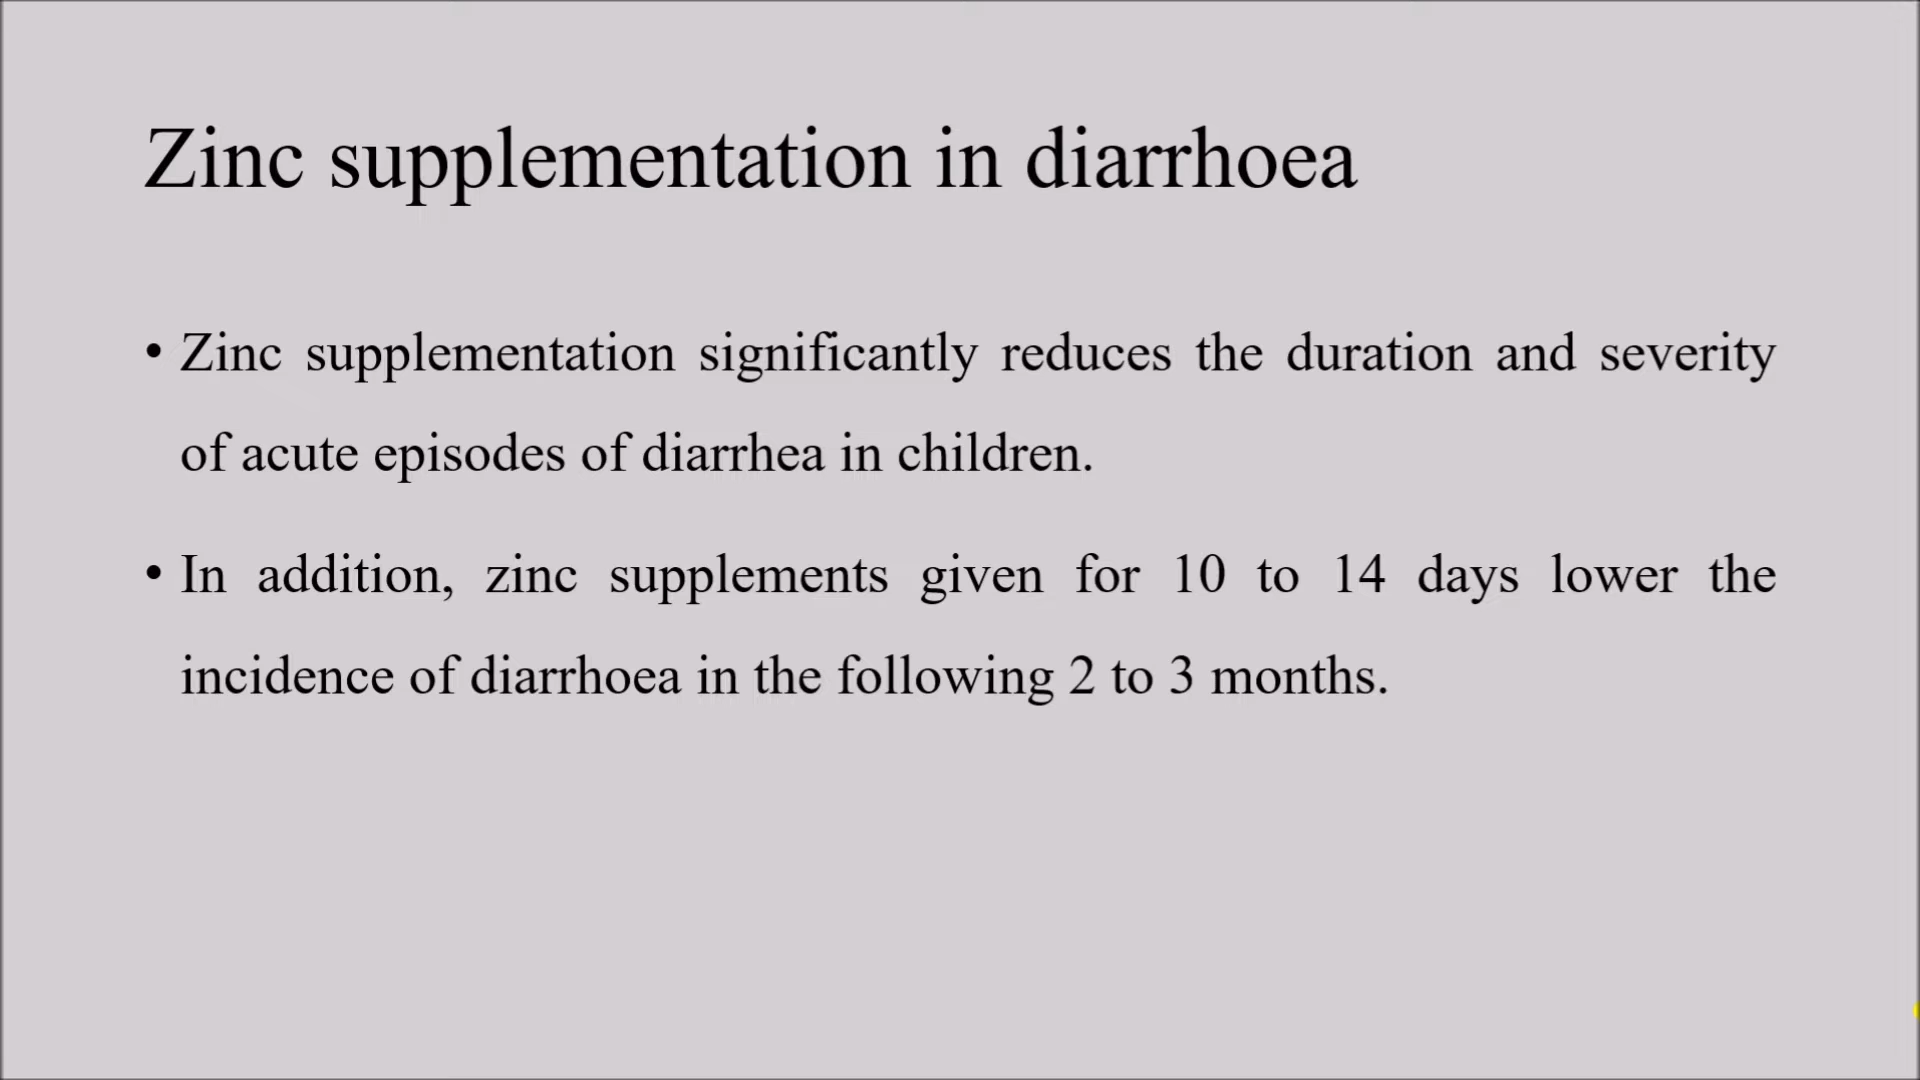 Zinc supplementation in diarrhoea
• Zinc supplementation significantly reduces the duration and severity
of acute episodes of diarrhea in children.
• In addition, zinc supplements given for 10 to 14 days lower the
incidence of diarrhoea in the following 2 to 3 months.